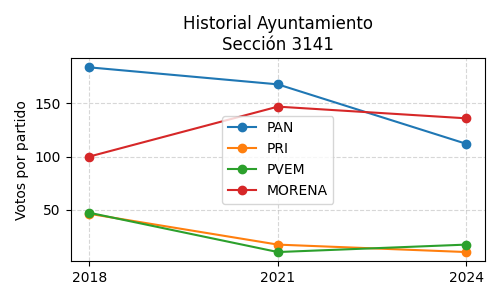 Historial Ayuntamiento
Sección 3141
Votos por partido
150
100
50
PAN
PRI
PVEM
MORENA
2018
2021
2024